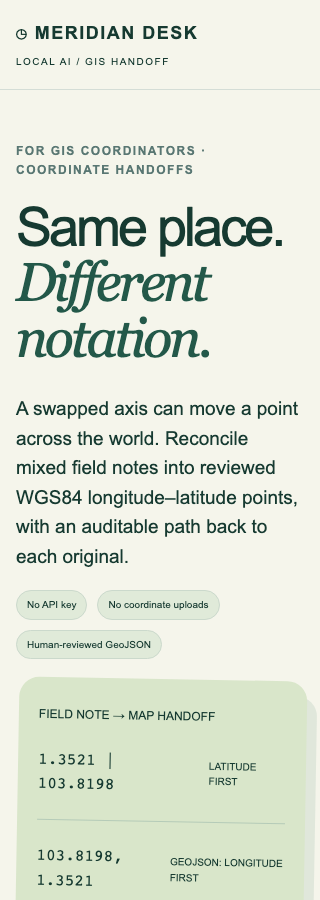 ◷ MERIDIAN DESK
LOCAL AI / GIS HANDOFF
FOR GIS COORDINATORS ·
COORDINATE HANDOFFS
Same place.
Different
notation.
A swapped axis can move a point
across the world. Reconcile
mixed field notes into reviewed
WGS84 longitude–latitude points,
with an auditable path back to
each original.
No API key
No coordinate uploads
Human-reviewed GeoJSON
FIELD NOTE → MAP HANDOFF
1.3521 |
103.8198
LATITUDE
FIRST
103.8198,
1.3521
GEOJSON: LONGITUDE
FIRST